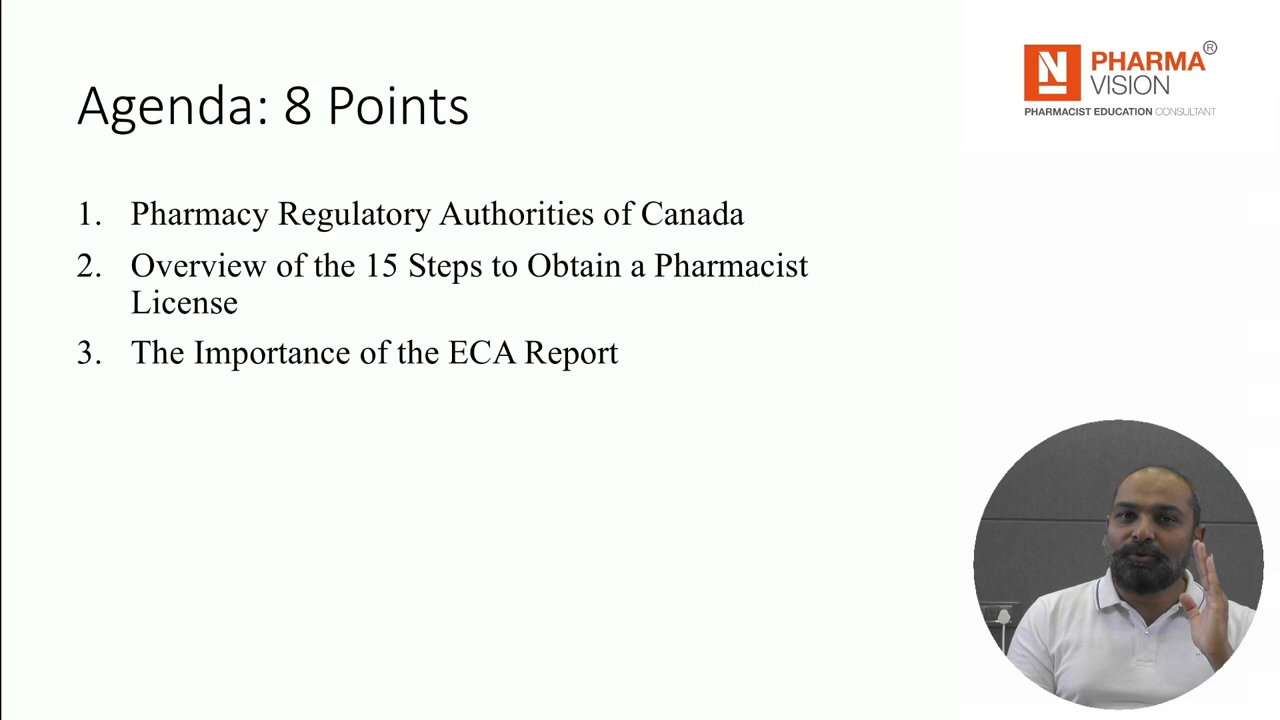 Agenda: 8 Points
N PHARMA ®
VISION
PHARMACIST EDUCATION CONSULTANT
1. Pharmacy Regulatory Authorities of Canada
2. Overview of the 15 Steps to Obtain a Pharmacist
License
3. The Importance of the ECA Report